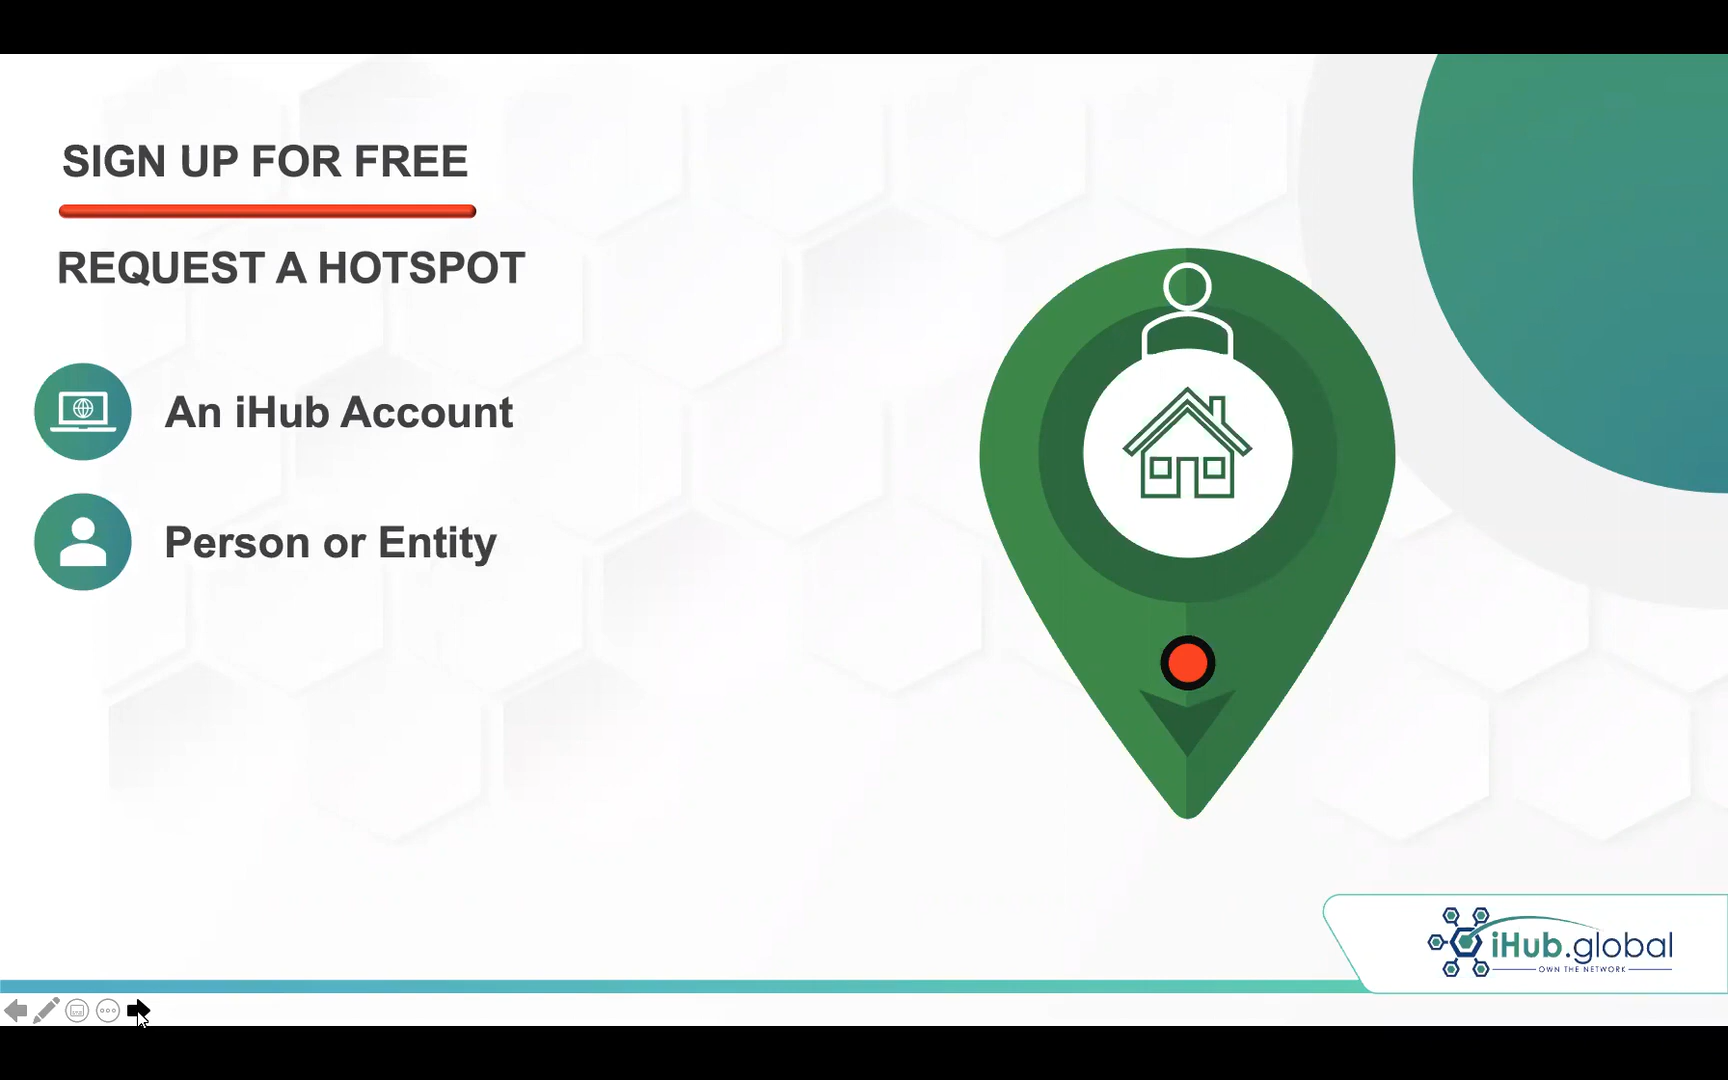 SIGN UP FOR FREE
REQUEST A HOTSPOT
An iHub Account
Person or Entity
iHub.global
OWN THE NETWORK